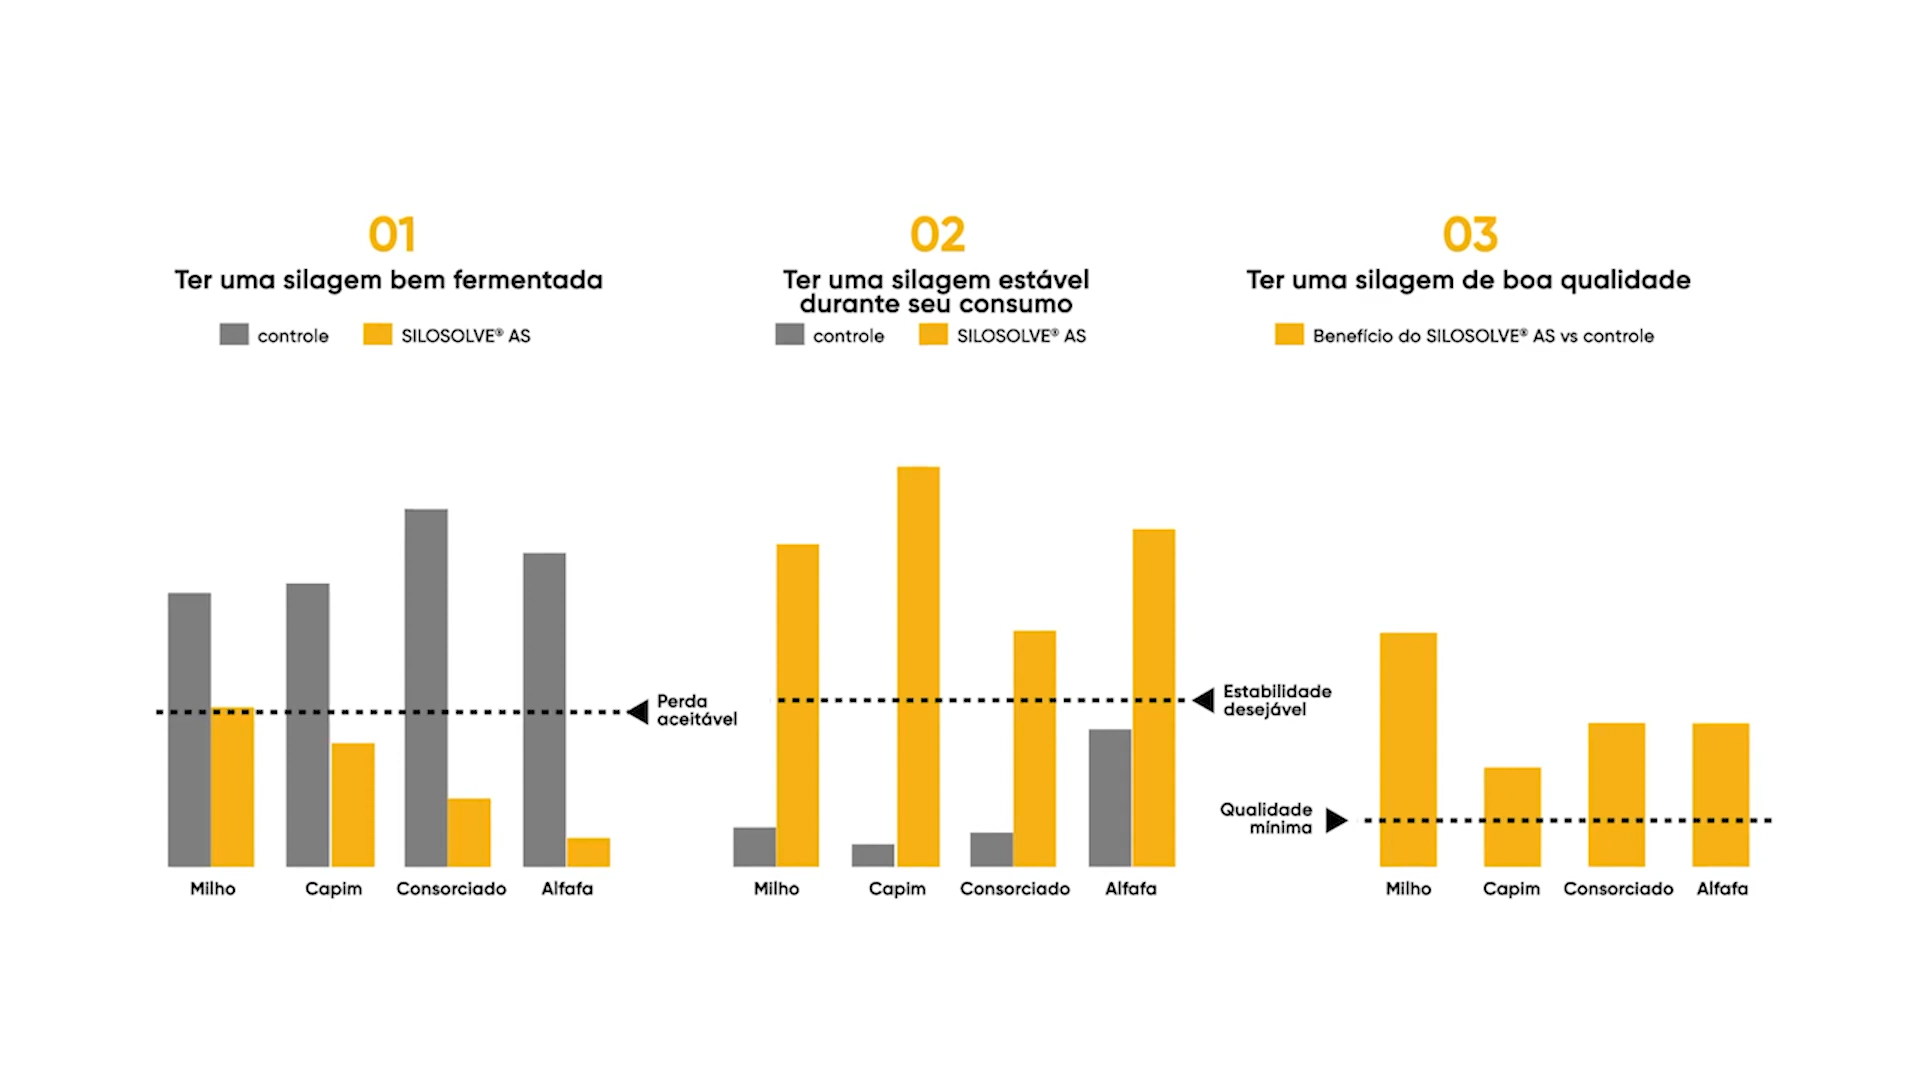 01
Ter uma silagem bem fermentada
controle
SILOSOLVE® AS
Perda
aceitável
Milho
Capim
Consorciado
Alfafa
02
Ter uma silagem estável
durante seu consumo
controle
SILOSOLVE® AS
Estabilidade
desejável
Milho
Capim
Consorciado
Alfafa
03
Ter uma silagem de boa qualidade
Benefício do SILOSOLVE® AS vs controle
Qualidade
mínima
Milho
Capim
Consorciado
Alfafa